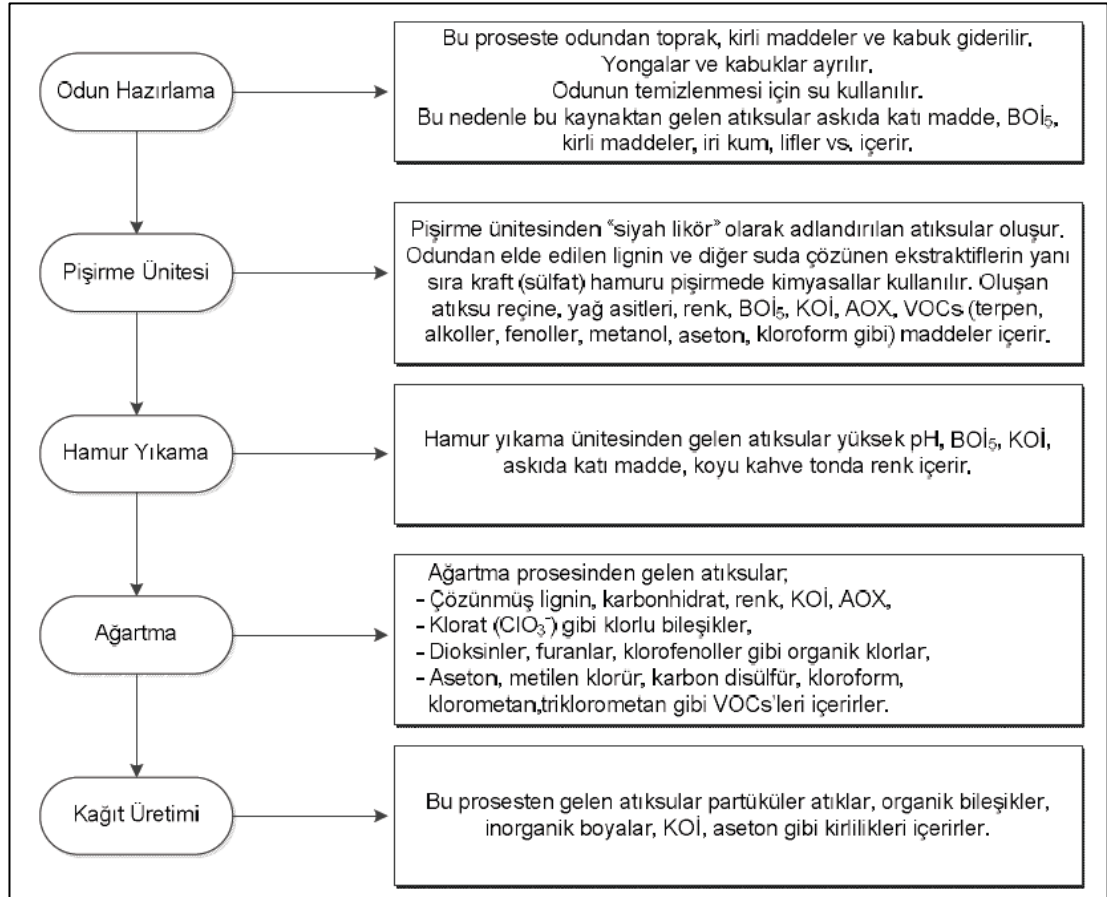 Odun Hazırlama
Bu proseste odundan toprak, kirli maddeler ve kabuk giderilir.
Yongalar ve kabuklar ayrılır.
Odunun temizlenmesi için su kullanılır.
Bu nedenle bu kaynaktan gelen atıksular askıda katı madde, BOİ₅,
kirli maddeler, iri kum, lifler vs. içerir.
Pişirme Ünitesi
Pişirme ünitesinden “siyah likör” olarak adlandırılan atıksular oluşur.
Odundan elde edilen lignin ve diğer suda çözünen ekstraktiflerin yanı
sıra kraft (sülfat) hamuru pişirmede kimyasallar kullanılır. Oluşan
atıksu reçine, yağ asitleri, renk, BOİ₅, KOİ, AOX, VOCs (terpen,
alkoller, fenoller, metanol, aseton, kloroform gibi) maddeler içerir.
Hamur Yıkama
Hamur yıkama ünitesinden gelen atıksular yüksek pH, BOİ₅, KOİ,
askıda katı madde, koyu kahve tonda renk içerir.
Ağartma
Ağartma prosesinden gelen atıksular;
- Çözünmüş lignin, karbonhidrat, renk, KOİ, AOX,
- Klorat (ClO₃⁻) gibi klorlu bileşikler,
- Dioksinler, furanlar, klorofenoller gibi organik klorlar,
- Aseton, metilen klorür, karbon disülfür, kloroform,
klorometan,triklorometan gibi VOCs'leri içerirler.
Kağıt Üretimi
Bu prosesten gelen atıksular partüküler atıklar, organik bileşikler,
inorganik boyalar, KOİ, aseton gibi kirlilikleri içerirler.